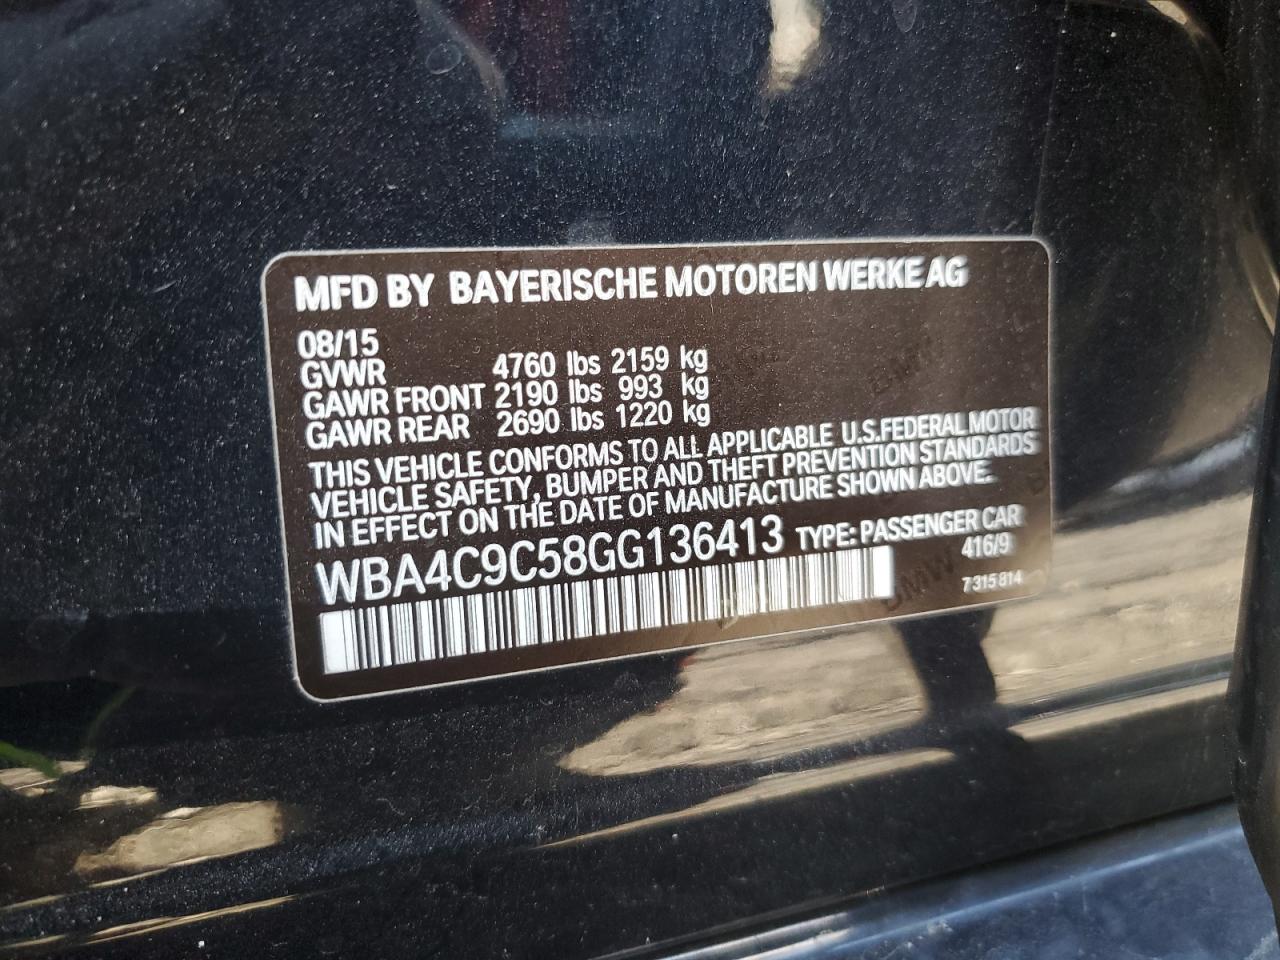 MFD BY BAYERISCHE MOTOREN WERKE AG
08/15
GVWR 4760 lbs 2159 kg
GAWR FRONT 2190 lbs 993 kg
GAWR REAR 2690 lbs 1220 kg
THIS VEHICLE CONFORMS TO ALL APPLICABLE U.S.FEDERAL MOTOR
VEHICLE SAFETY, BUMPER AND THEFT PREVENTION STANDARDS
IN EFFECT ON THE DATE OF MANUFACTURE SHOWN ABOVE.
WBA4C9C58GG136413 TYPE: PASSENGER CAR
416/9
7 315 814
BMW